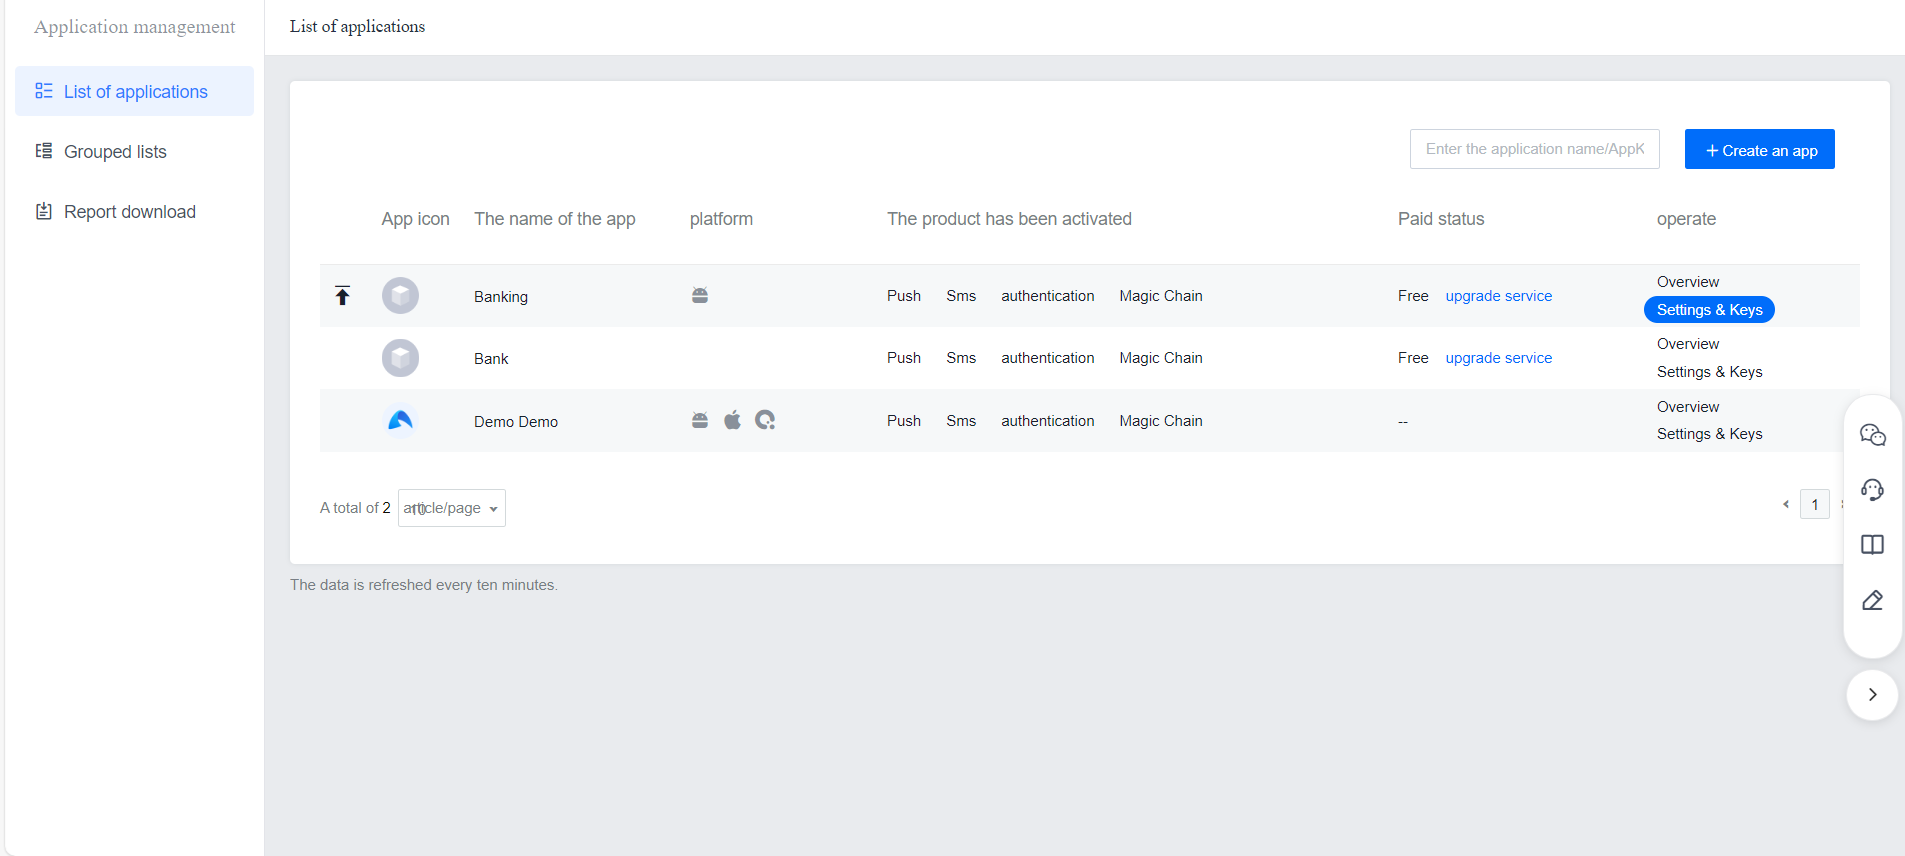 Application management
List of applications
List of applications
Grouped lists
Report download
Enter the application name/AppK
+ Create an app
App icon The name of the app platform The product has been activated Paid status operate
Banking Push Sms authentication Magic Chain Free upgrade service Overview
Settings & Keys
Bank Push Sms authentication Magic Chain Free upgrade service Overview
Settings & Keys
Demo Demo Push Sms authentication Magic Chain -- Overview
Settings & Keys
A total of 2 10 article/page 1
The data is refreshed every ten minutes.